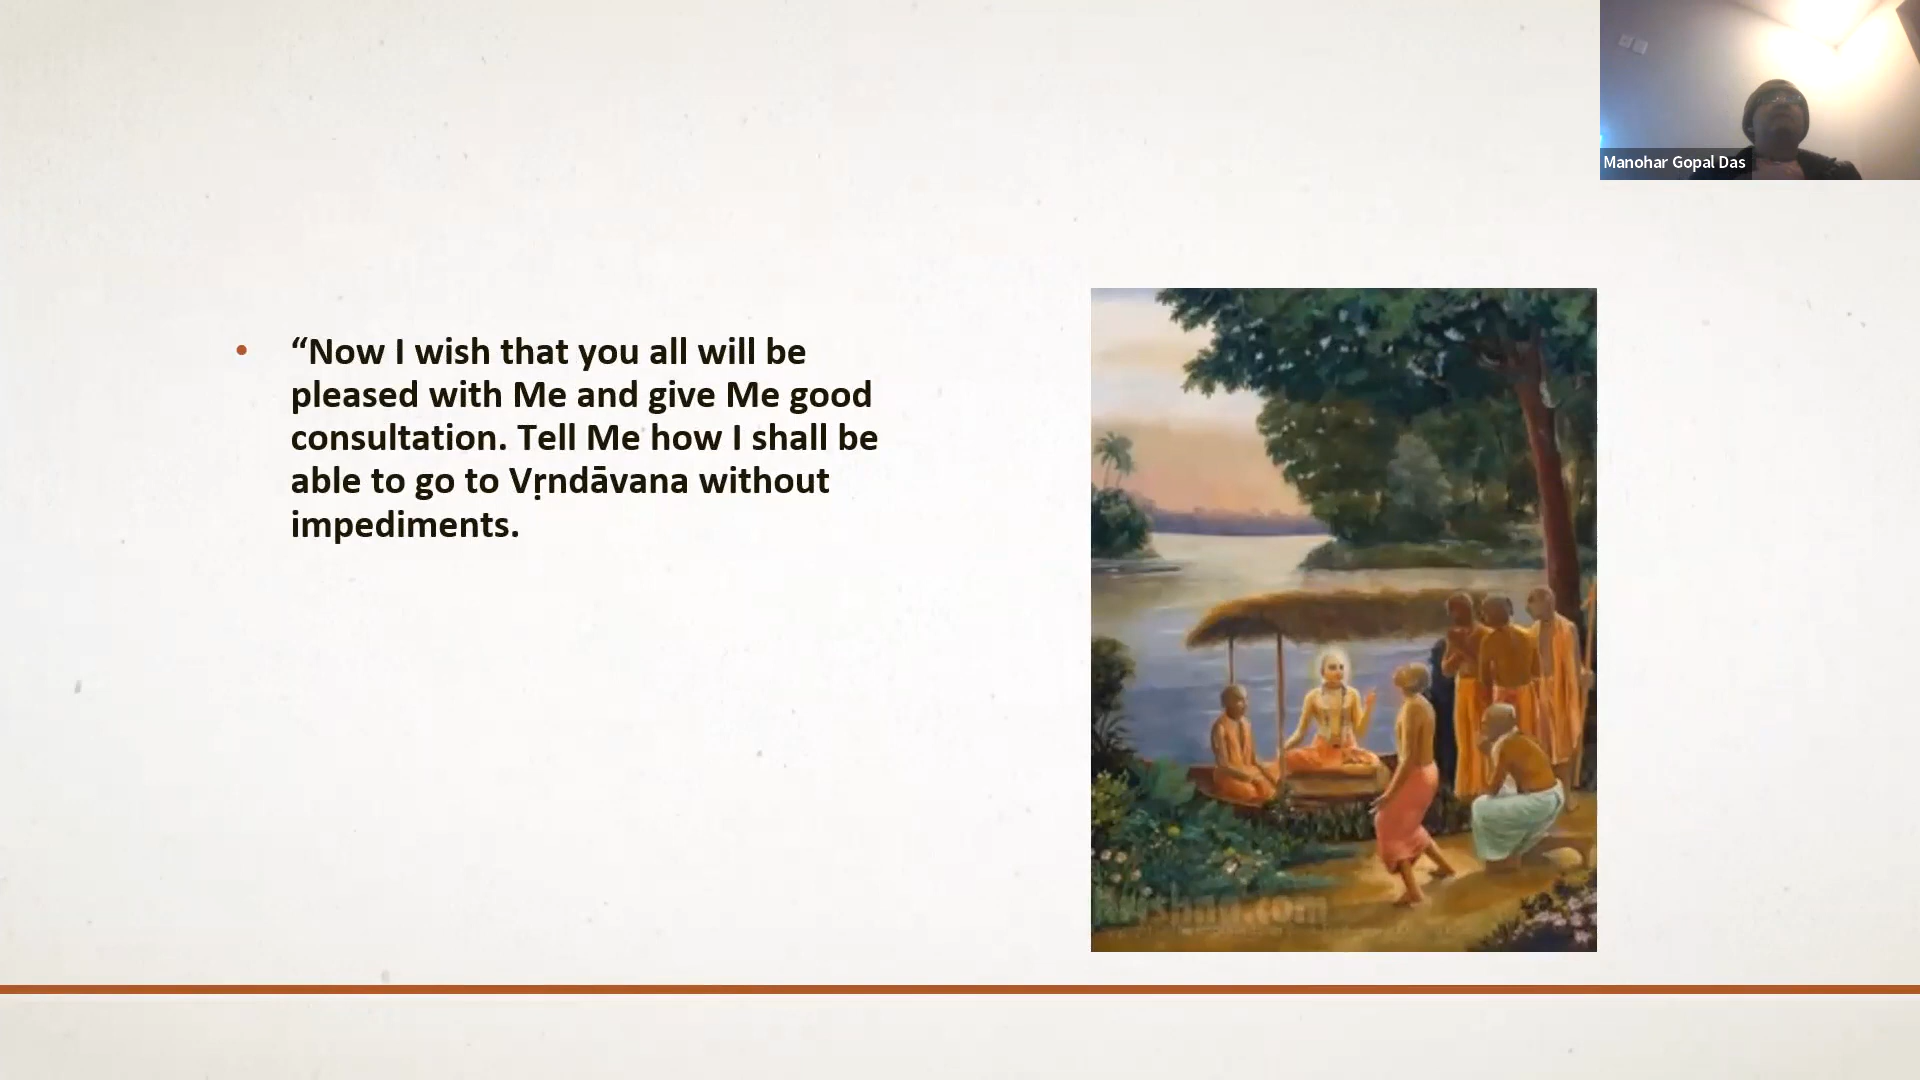 Manohar Gopal Das
• “Now I wish that you all will be
pleased with Me and give Me good
consultation. Tell Me how I shall be
able to go to Vṛndāvana without
impediments.